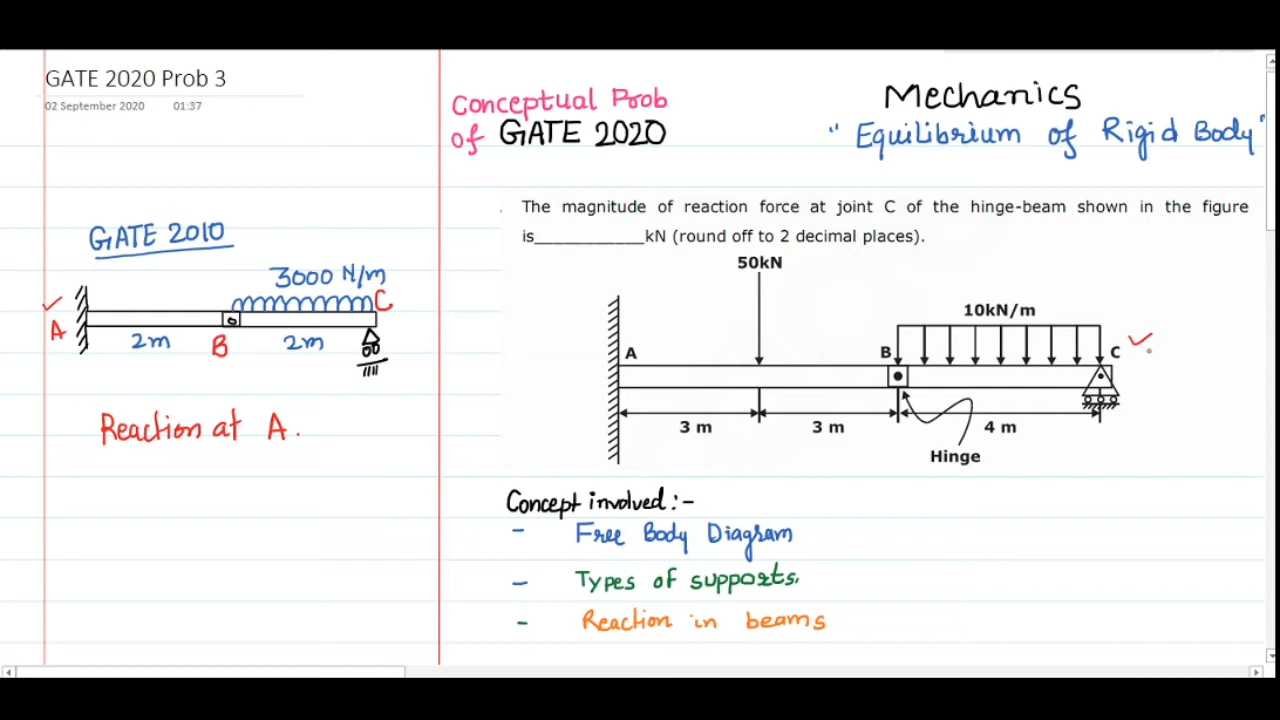 GATE 2020 Prob 3
02 September 2020 01:37
GATE 2010
3000 N/m
A
B
C
2m
2m
Reaction at A.
Conceptual Prob
of GATE 2020
Mechanics
"Equilibrium of Rigid Body"
The magnitude of reaction force at joint C of the hinge-beam shown in the figure
is____________kN (round off to 2 decimal places).
50kN
10kN/m
A
B
C
3 m
3 m
4 m
Hinge
Concept involved :-
- Free Body Diagram
- Types of supports.
- Reaction in beams